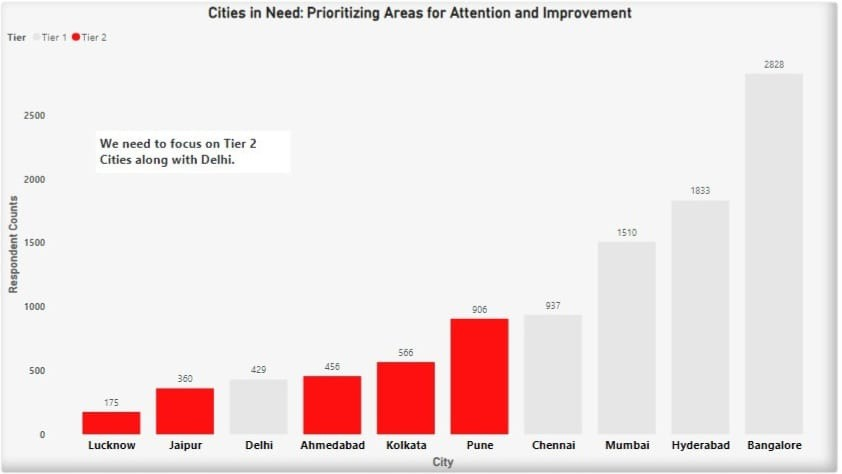 Cities in Need: Prioritizing Areas for Attention and Improvement
Tier Tier 1 Tier 2
2828
2500
We need to focus on Tier 2
Cities along with Delhi.
2000
1833
1510
1500
Respondent Counts
1000
906
937
566
500
429
456
360
175
0
Lucknow Jaipur Delhi Ahmedabad Kolkata Pune Chennai Mumbai Hyderabad Bangalore
City